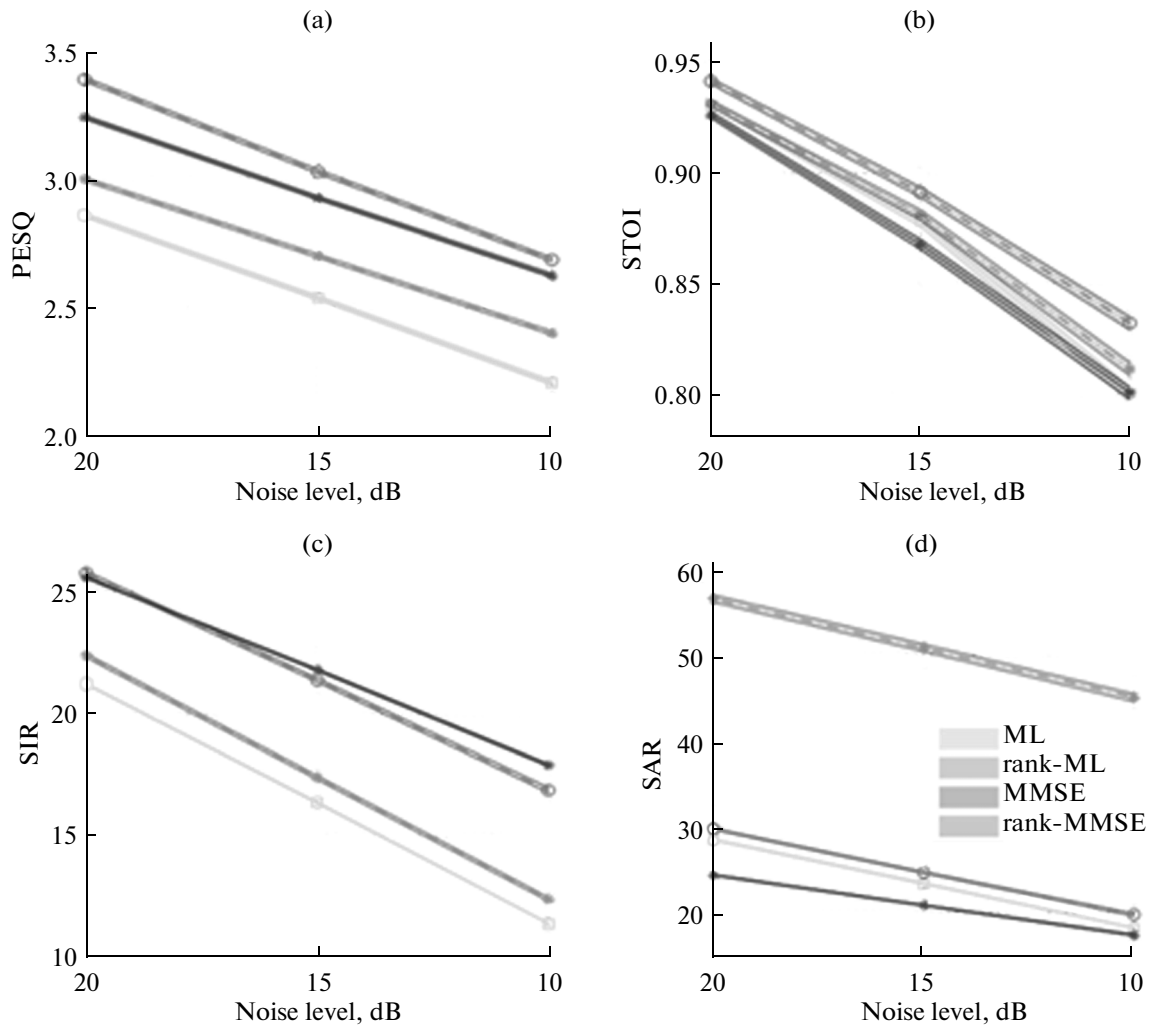 (a)
3.5
3.0
2.5
2.0
PESQ
20
15
10
Noise level, dB
(b)
0.95
0.90
0.85
0.80
STOI
20
15
10
Noise level, dB
(c)
25
20
15
10
SIR
20
15
10
Noise level, dB
(d)
60
50
40
30
20
SAR
ML
rank-ML
MMSE
rank-MMSE
20
15
10
Noise level, dB